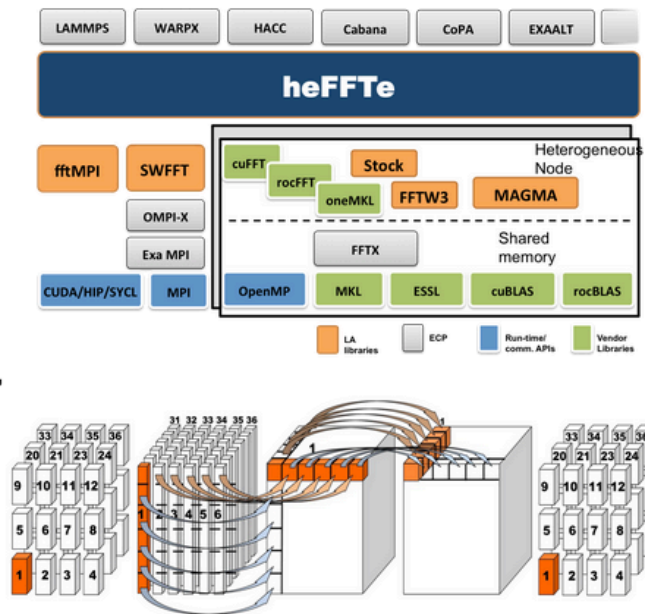 LAMMPS WARPX HACC Cabana CoPA EXAALT
heFFTe
Heterogeneous
Node
cuFFT
rocFFT
oneMKL
Stock
FFTW3
MAGMA
fftMPI
SWFFT
OMPI-X
Exa MPI
FFTX
Shared
memory
CUDA/HIP/SYCL MPI OpenMP MKL ESSL cuBLAS rocBLAS
LA
libraries
ECP
Run-time/
comm. APIs
Vendor
Libraries
33 34 35 36
20 21 23 24
9 10 11 12
5 6 7 8
1 2 3 4
31 32 33 34 35 36
1 2 3 4 5 6
1
1
33 34 35 36
20 21 23 24
9 10 11 12
5 6 7 8
1 2 3 4